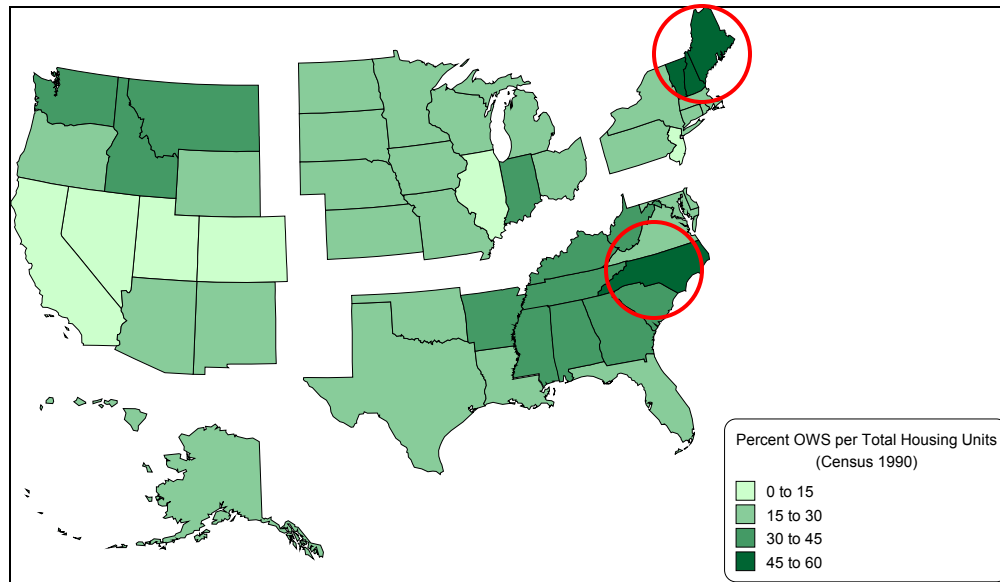 Percent OWS per Total Housing Units
(Census 1990)
0 to 15
15 to 30
30 to 45
45 to 60